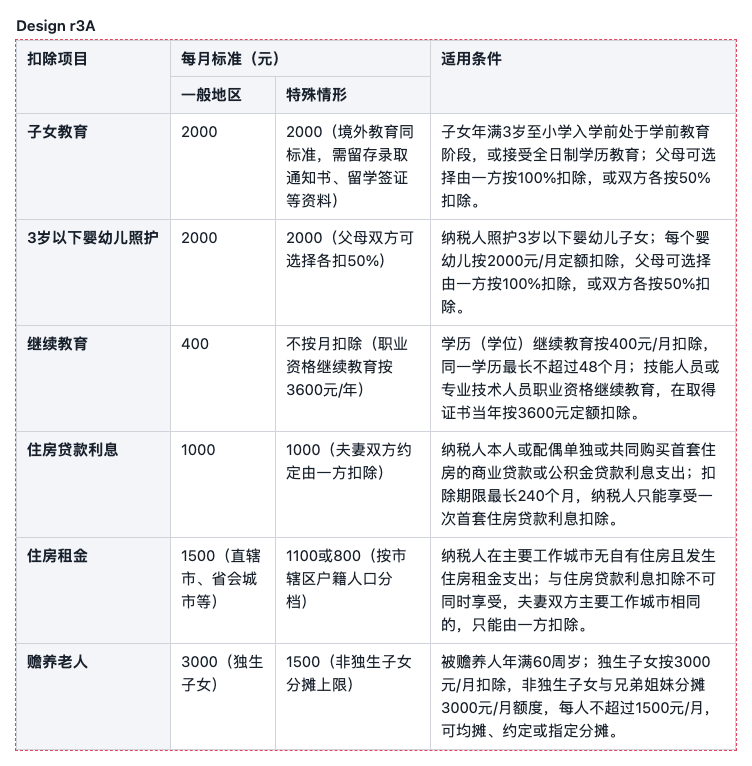 Design r3A
扣除项目
每月标准（元）
适用条件
一般地区
特殊情形
子女教育
2000
2000（境外教育同
标准，需留存录取
通知书、留学签证
等资料）
子女年满3岁至小学入学前处于学前教育
阶段，或接受全日制学历教育；父母可选
择由一方按100%扣除，或双方各按50%
扣除。
3岁以下婴幼儿照护
2000
2000（父母双方可
选择各扣50%）
纳税人照护3岁以下婴幼儿子女；每个婴
幼儿按2000元/月定额扣除，父母可选择
由一方按100%扣除，或双方各按50%扣
除。
继续教育
400
不按月扣除（职业
资格继续教育按
3600元/年）
学历（学位）继续教育按400元/月扣除，
同一学历最长不超过48个月；技能人员或
专业技术人员职业资格继续教育，在取得
证书当年按3600元定额扣除。
住房贷款利息
1000
1000（夫妻双方约
定由一方扣除）
纳税人本人或配偶单独或共同购买首套住
房的商业贷款或公积金贷款利息支出；扣
除期限最长240个月，纳税人只能享受一
次首套住房贷款利息扣除。
住房租金
1500（直辖
市、省会城
市等）
1100或800（按市
辖区户籍人口分
档）
纳税人在主要工作城市无自有住房且发生
住房租金支出；与住房贷款利息扣除不可
同时享受，夫妻双方主要工作城市相同
的，只能由一方扣除。
赡养老人
3000（独生
子女）
1500（非独生子女
分摊上限）
被赡养人年满60周岁；独生子女按3000
元/月扣除，非独生子女与兄弟姐妹分摊
3000元/月额度，每人不超过1500元/月，
可均摊、约定或指定分摊。